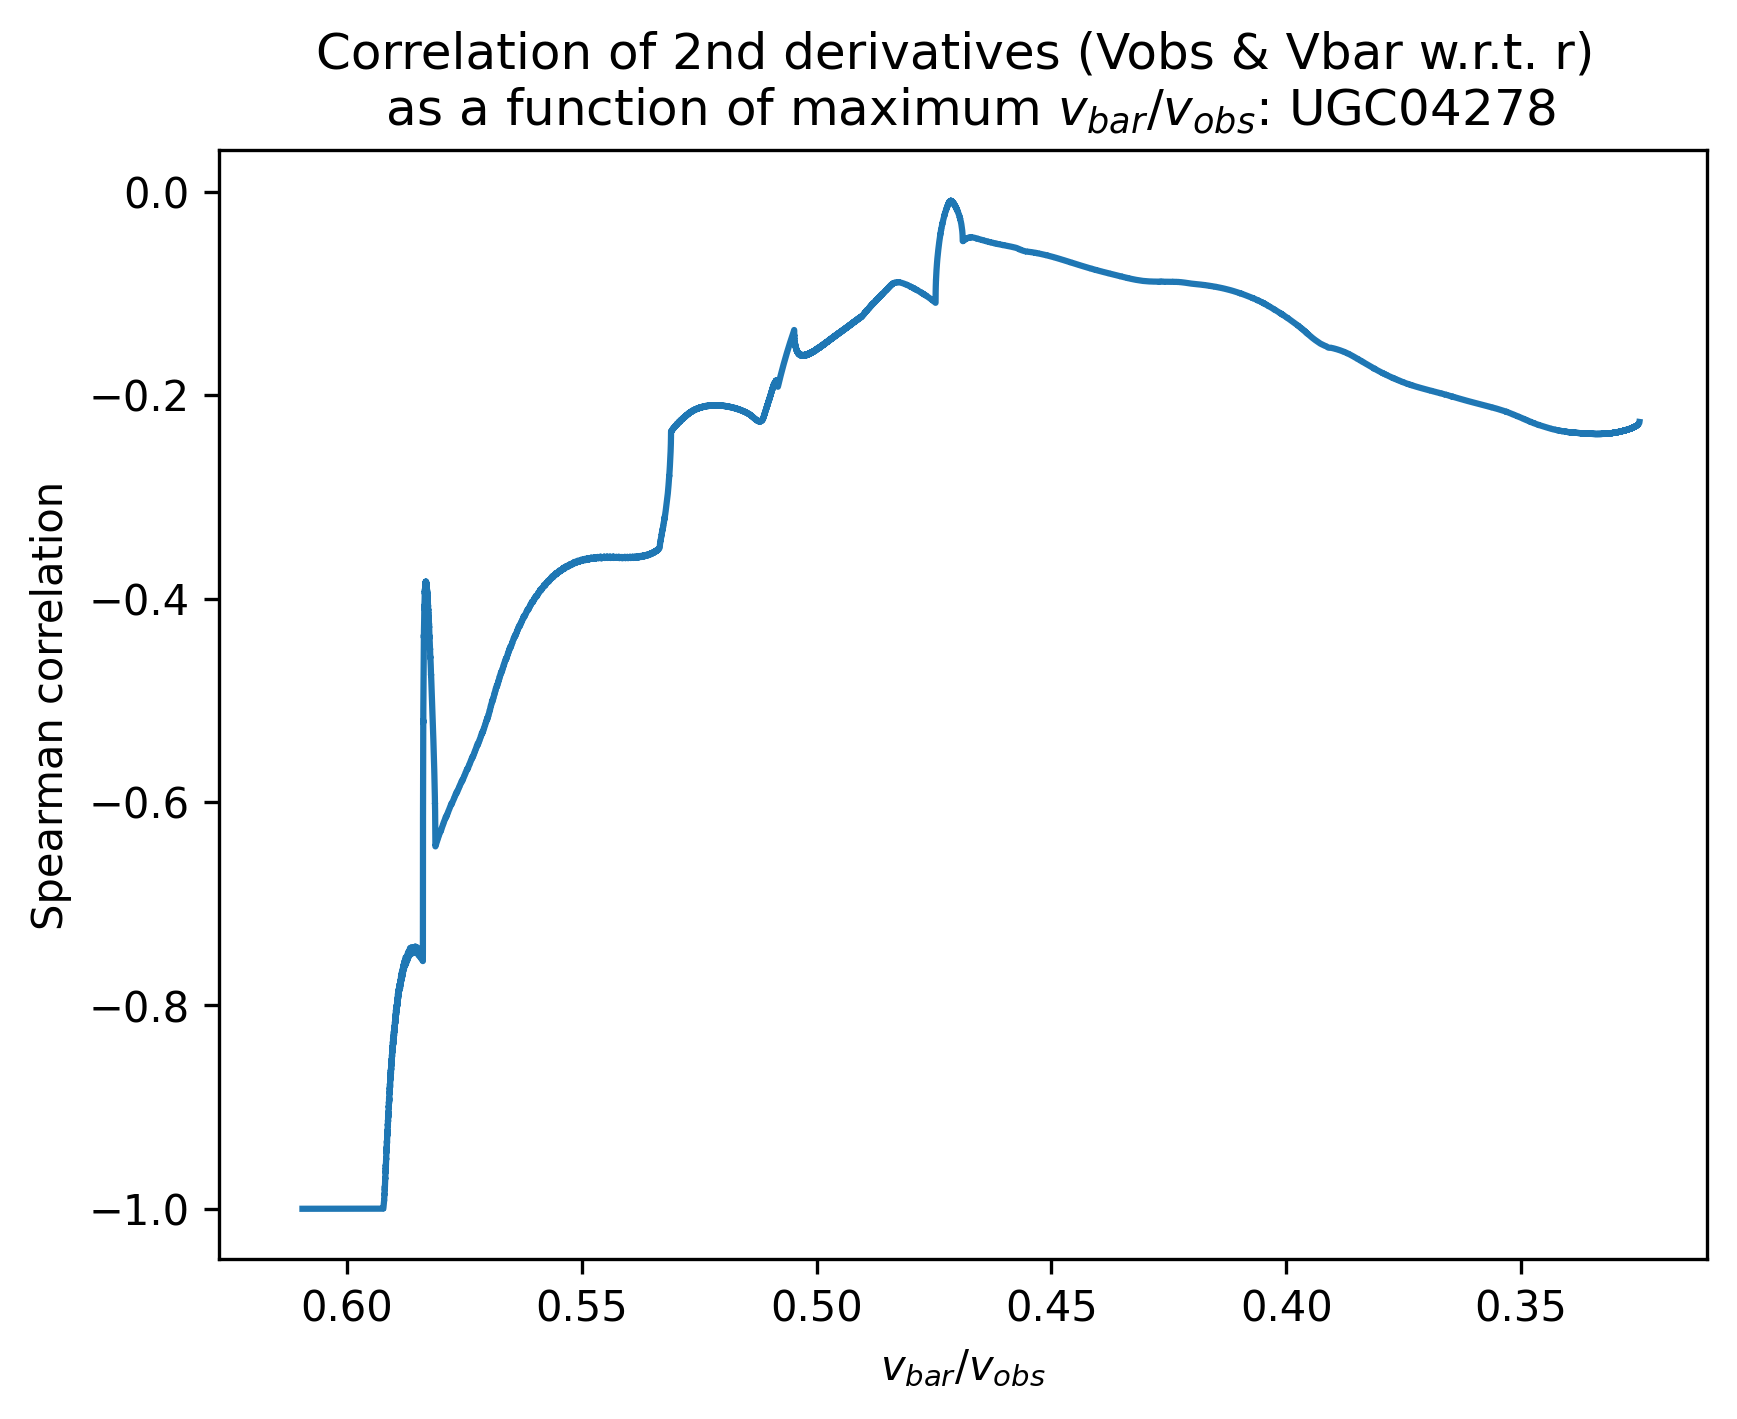 Correlation of 2nd derivatives (Vobs & Vbar w.r.t. r)
as a function of maximum v_bar/v_obs: UGC04278
0.0
−0.2
−0.4
−0.6
−0.8
−1.0
Spearman correlation
0.60 0.55 0.50 0.45 0.40 0.35
v_bar/v_obs